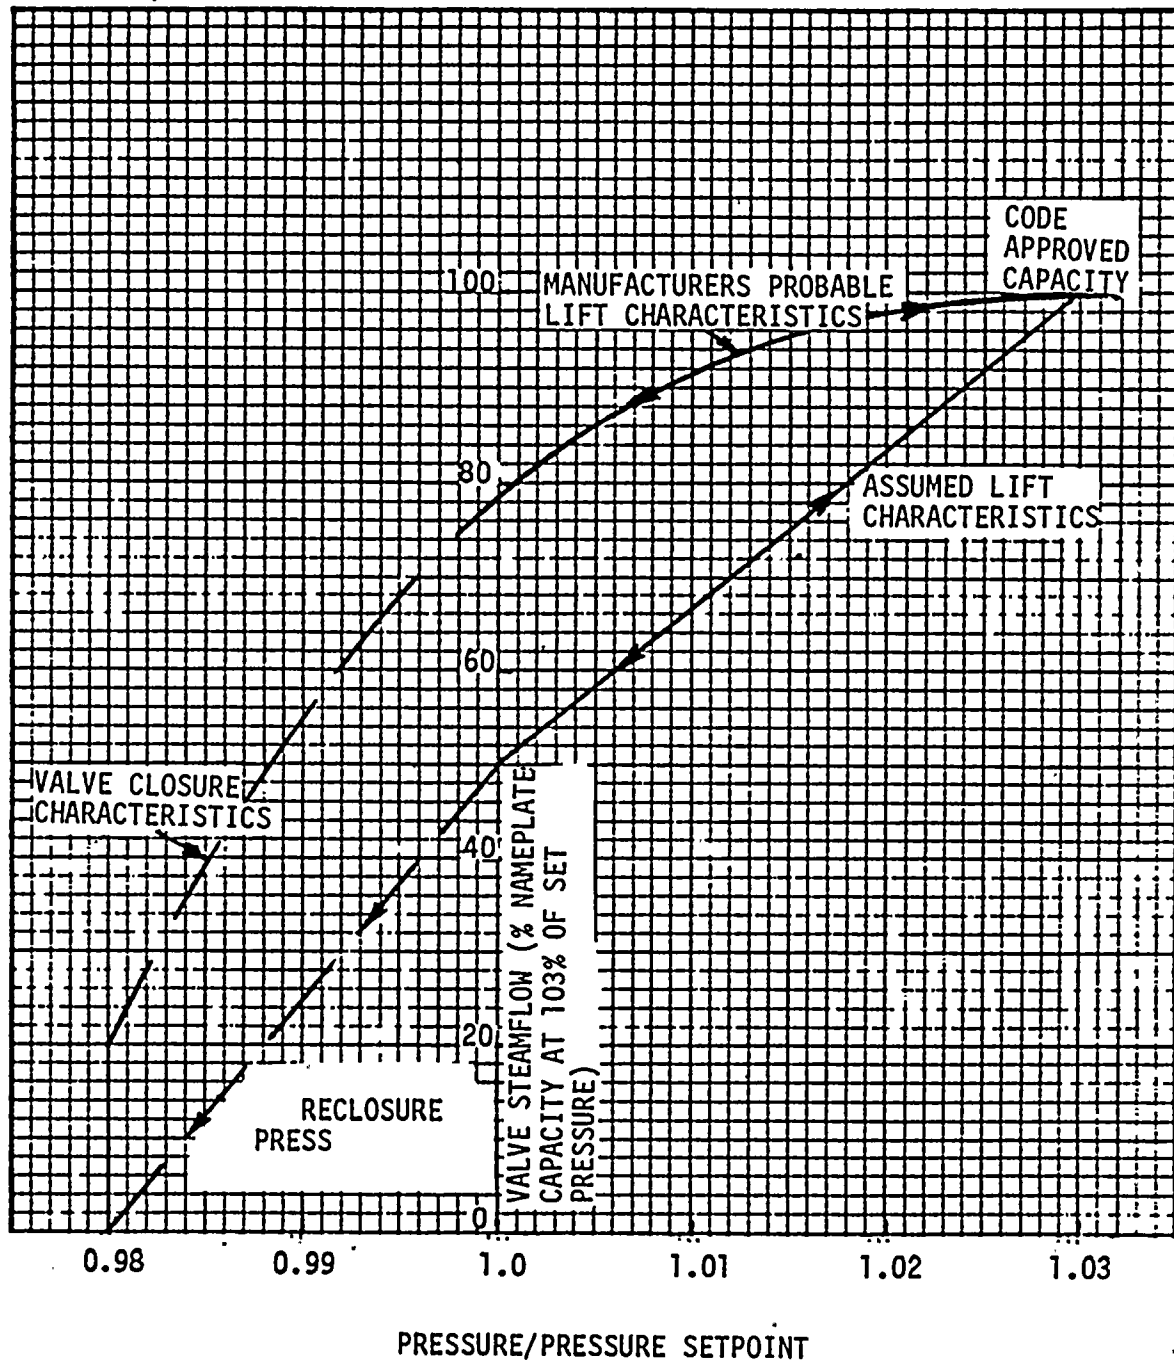 CODE
APPROVED
CAPACITY
MANUFACTURERS PROBABLE
LIFT CHARACTERISTICS
100
80
ASSUMED LIFT
CHARACTERISTICS
60
VALVE CLOSURE
CHARACTERISTICS
40
20
0
VALVE STEAMFLOW (% NAMEPLATE
CAPACITY AT 103% OF SET
PRESSURE)
RECLOSURE
PRESS
0.98 0.99 1.0 1.01 1.02 1.03
PRESSURE/PRESSURE SETPOINT